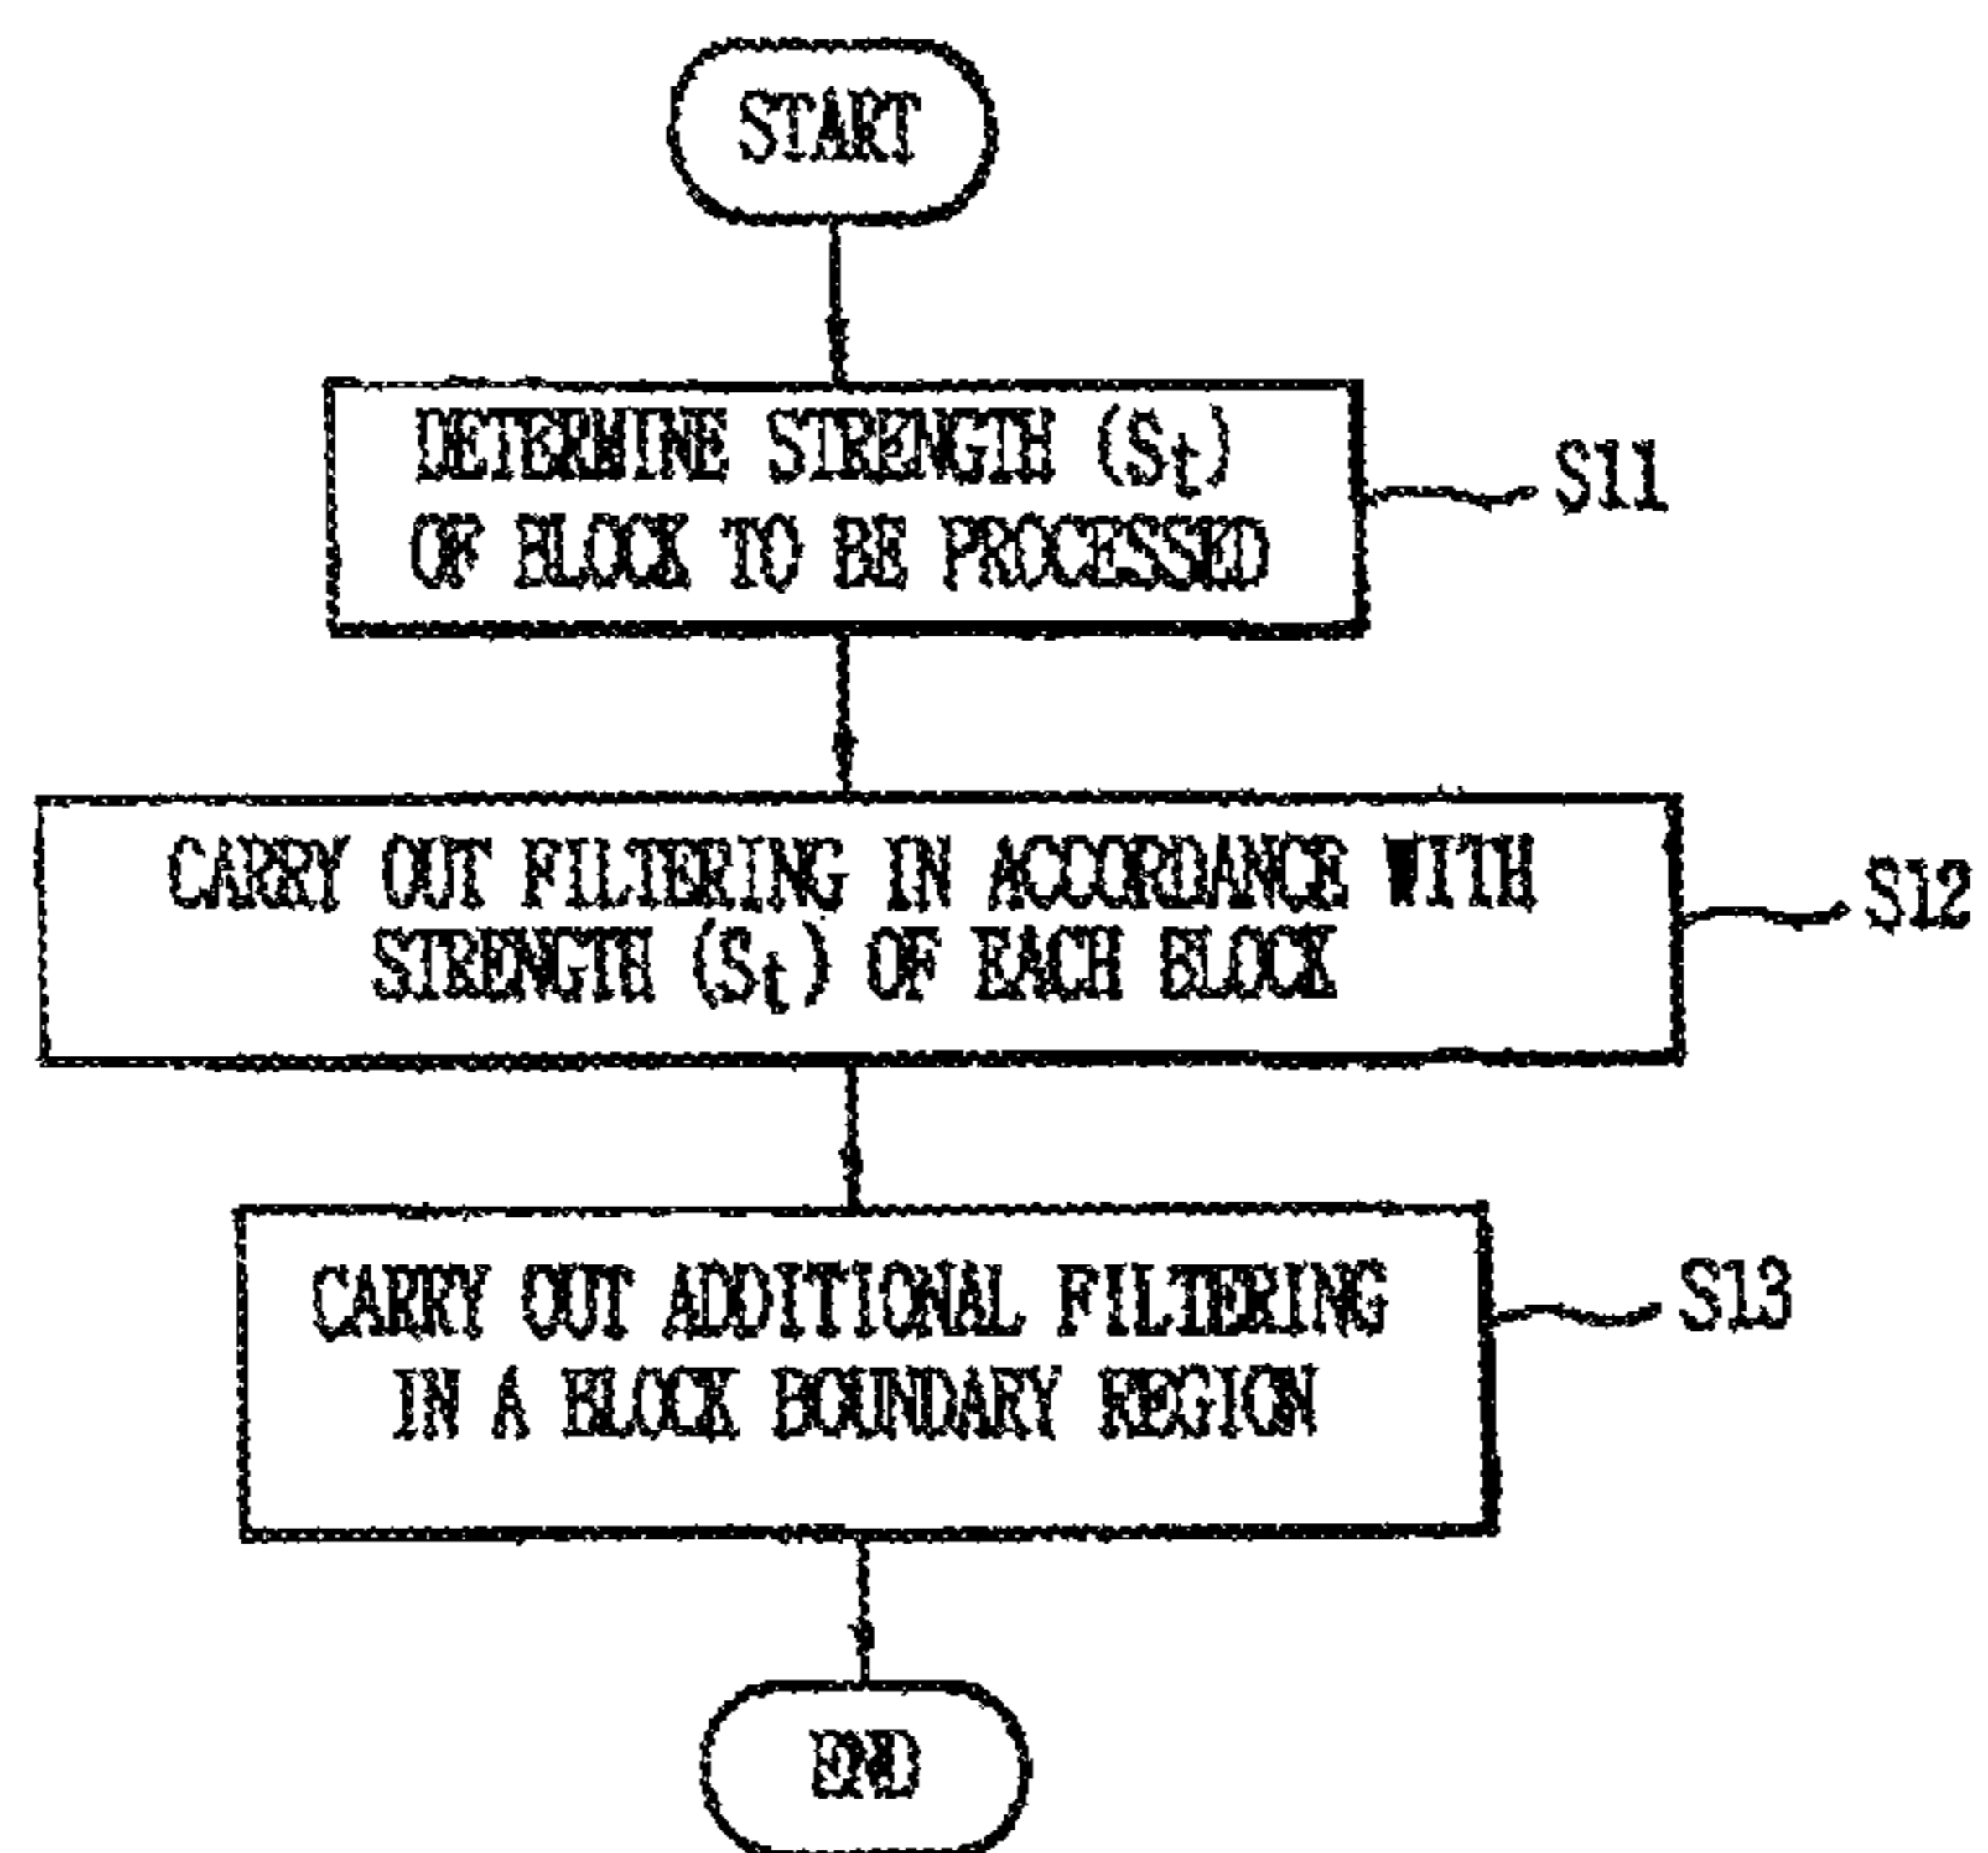 START
DETERMINE STRENGTH (St)
OF BLOCK TO BE PROCESSED
S11
CARRY OUT FILTERING IN ACCORDANCE WITH
STRENGTH (St) OF EACH BLOCK
S12
CARRY OUT ADDITIONAL FILTERING
IN A BLOCK BOUNDARY REGION
S13
END